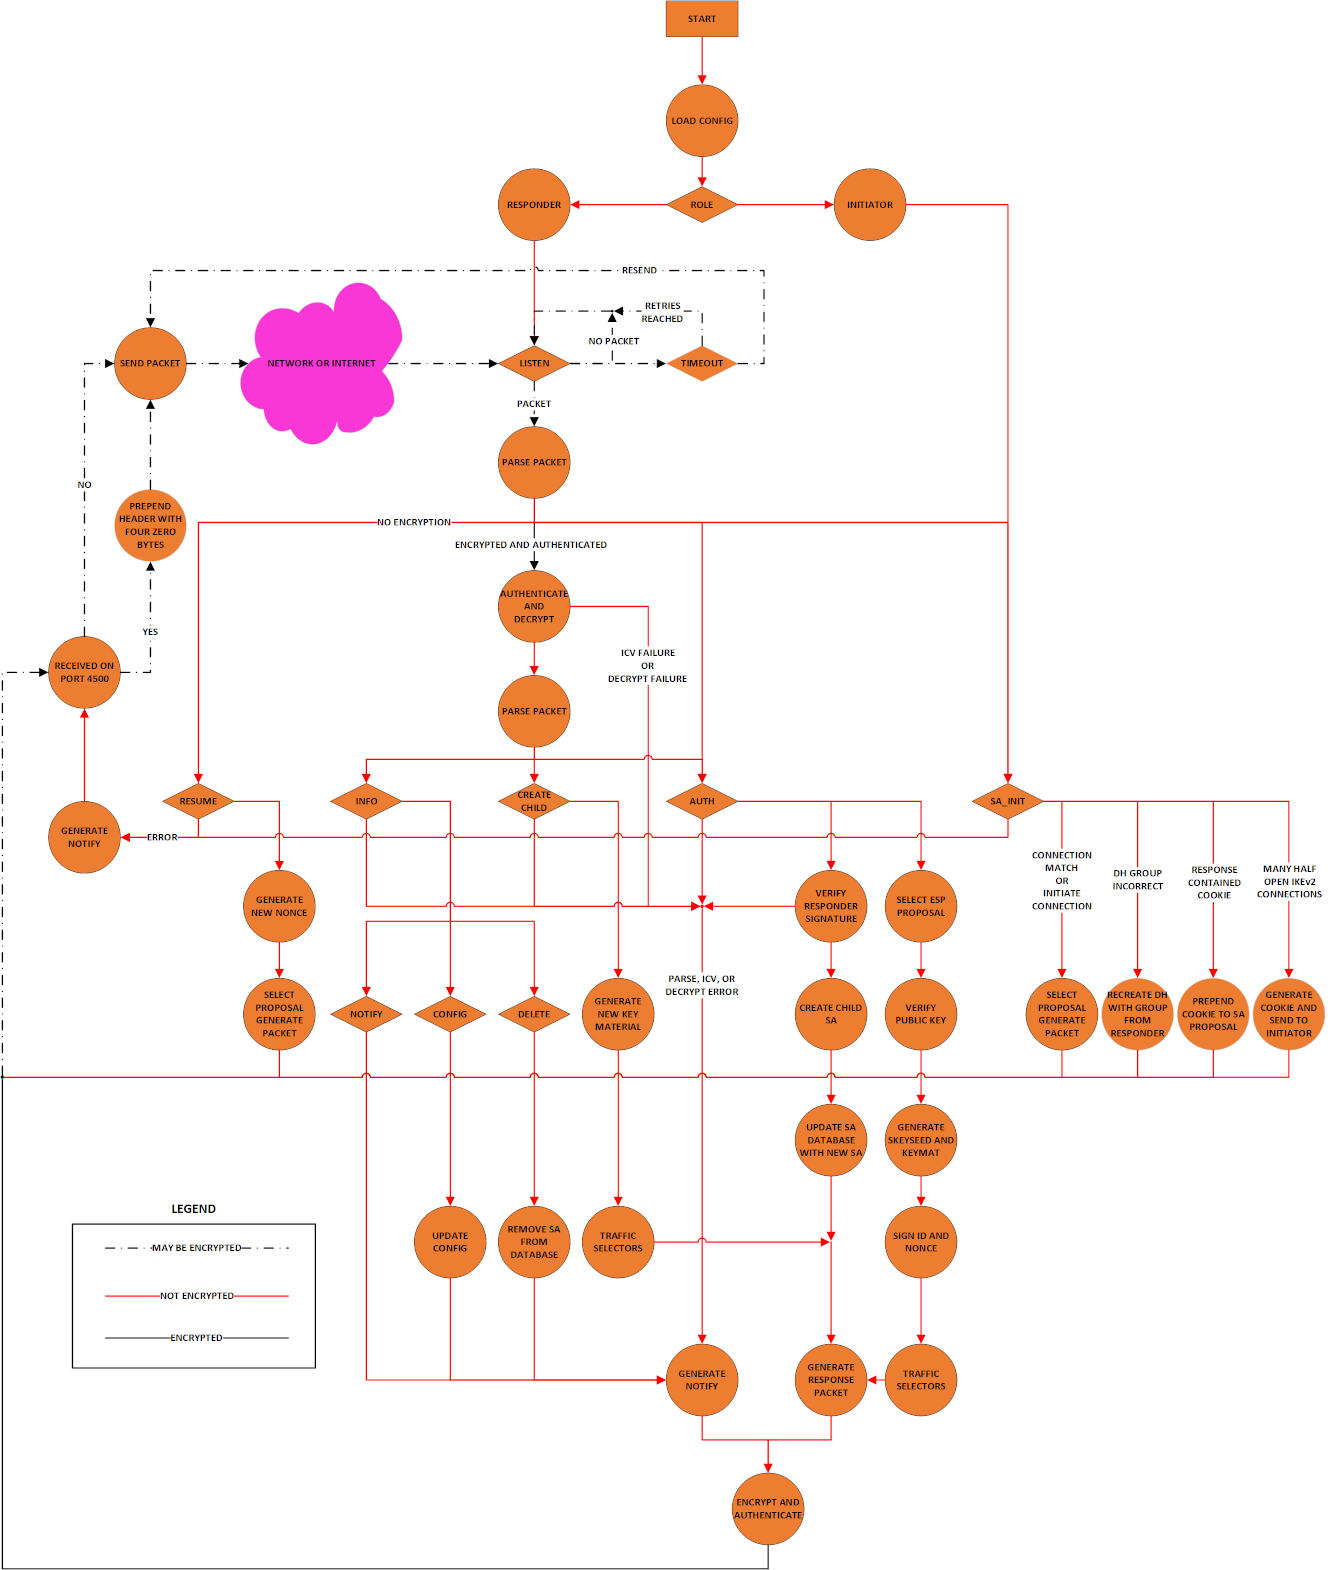 START
LOAD CONFIG
RESPONDER
ROLE
INITIATOR
RESEND
RETRIES
REACHED
NO PACKET
SEND PACKET
NETWORK OR INTERNET
LISTEN
TIMEOUT
PACKET
PARSE PACKET
NO
PREPEND
HEADER WITH
FOUR ZERO
BYTES
NO ENCRYPTION
ENCRYPTED AND AUTHENTICATED
AUTHENTICATE
AND
DECRYPT
YES
RECEIVED ON
PORT 4500
ICV FAILURE
OR
DECRYPT FAILURE
PARSE PACKET
RESUME
INFO
CREATE
CHILD
AUTH
SA_INIT
GENERATE
NOTIFY
ERROR
CONNECTION
MATCH
OR
INITIATE
CONNECTION
DH GROUP
INCORRECT
RESPONSE
CONTAINED
COOKIE
MANY HALF
OPEN IKEv2
CONNECTIONS
GENERATE
NEW NONCE
VERIFY
RESPONDER
SIGNATURE
SELECT ESP
PROPOSAL
PARSE, ICV, OR
DECRYPT ERROR
SELECT
PROPOSAL
GENERATE
PACKET
NOTIFY
CONFIG
DELETE
GENERATE
NEW KEY
MATERIAL
CREATE CHILD
SA
VERIFY
PUBLIC KEY
SELECT
PROPOSAL
GENERATE
PACKET
RECREATE DH
WITH GROUP
FROM
RESPONDER
PREPEND
COOKIE TO SA
PROPOSAL
GENERATE
COOKIE AND
SEND TO
INITIATOR
UPDATE SA
DATABASE
WITH NEW SA
GENERATE
SKEYSEED AND
KEYMAT
LEGEND
MAY BE ENCRYPTED
NOT ENCRYPTED
ENCRYPTED
UPDATE
CONFIG
REMOVE SA
FROM
DATABASE
TRAFFIC
SELECTORS
SIGN ID AND
NONCE
GENERATE
NOTIFY
GENERATE
RESPONSE
PACKET
TRAFFIC
SELECTORS
ENCRYPT AND
AUTHENTICATE